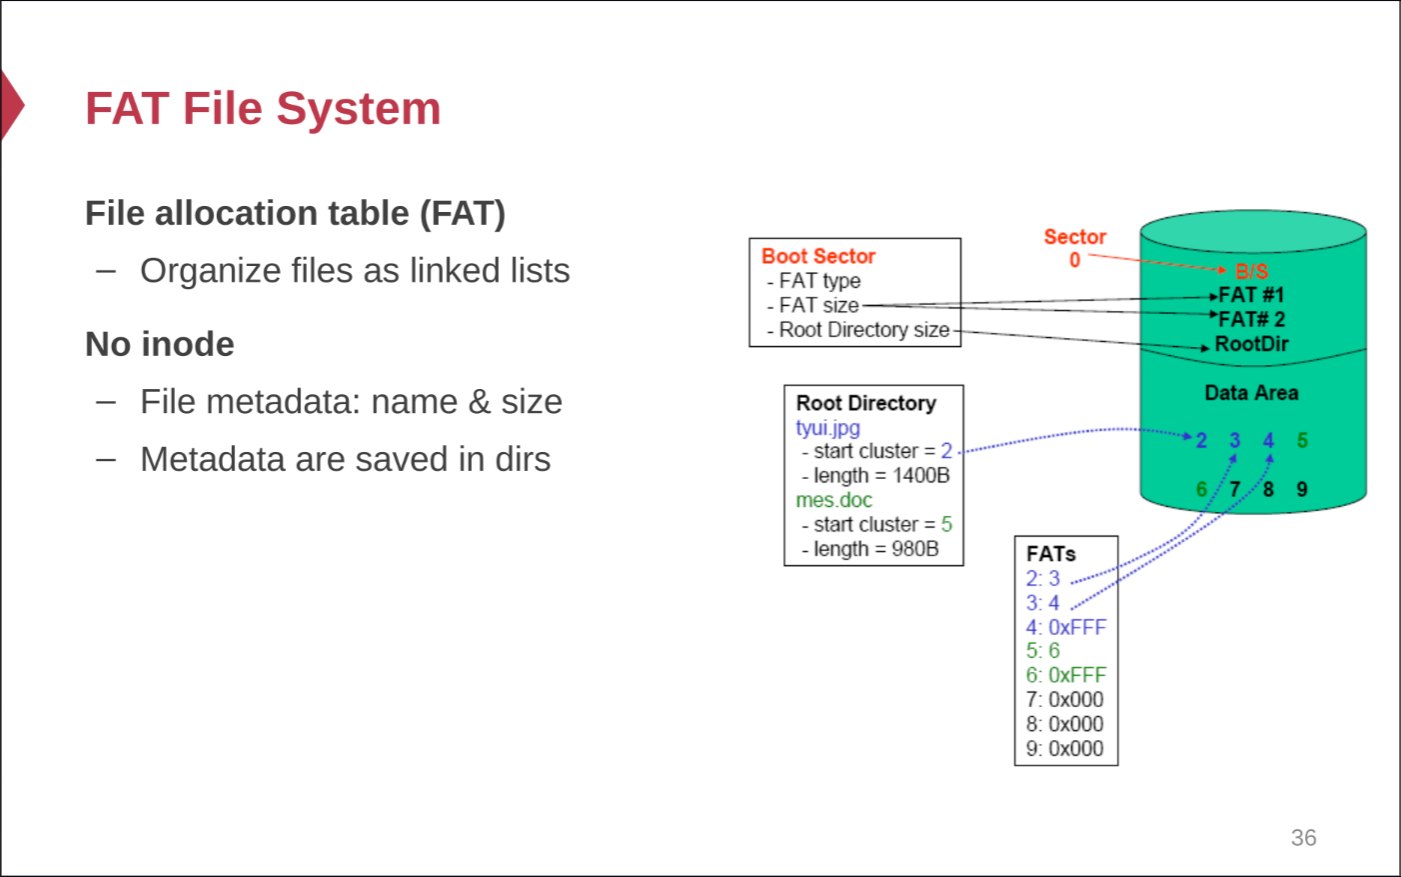 FAT File System
File allocation table (FAT)
– Organize files as linked lists
No inode
– File metadata: name & size
– Metadata are saved in dirs
Boot Sector
- FAT type
- FAT size
- Root Directory size
Sector
0
B/S
FAT #1
FAT# 2
RootDir
Data Area
2 3 4 5
6 7 8 9
Root Directory
tyui.jpg
- start cluster = 2
- length = 1400B
mes.doc
- start cluster = 5
- length = 980B
FATs
2: 3
3: 4
4: 0xFFF
5: 6
6: 0xFFF
7: 0x000
8: 0x000
9: 0x000
36